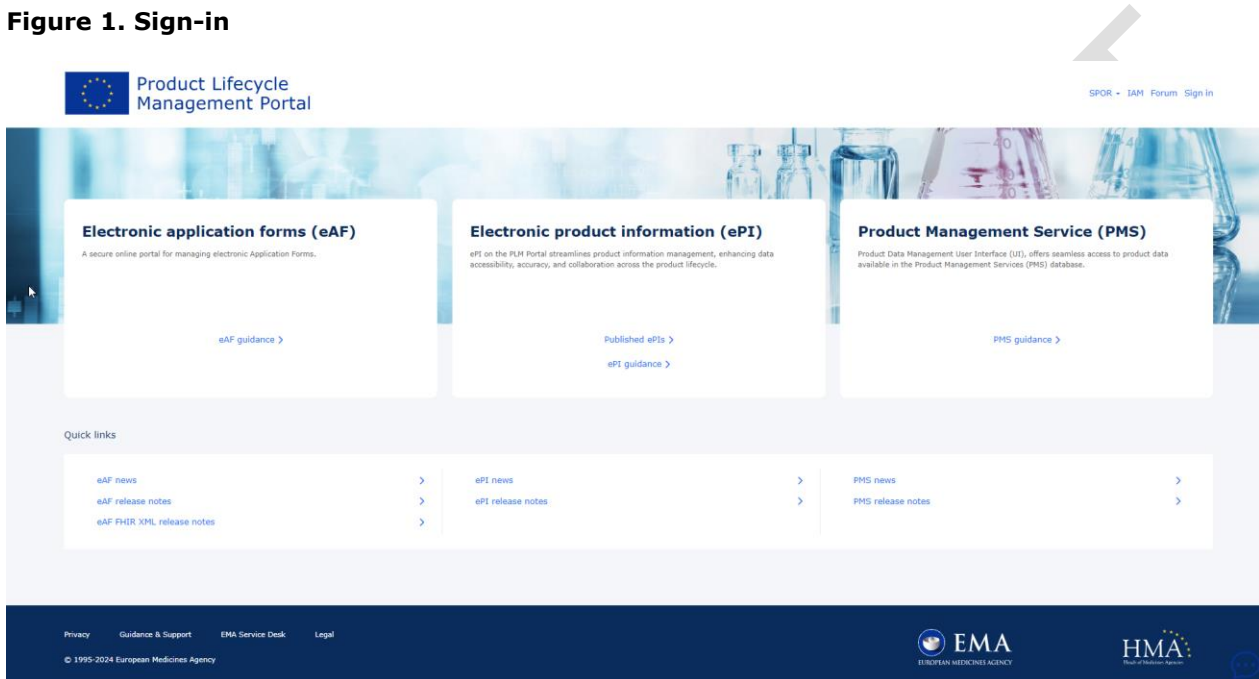 Figure 1. Sign-in
Product Lifecycle
Management Portal
SPOR IAM Forum Sign in
Electronic application forms (eAF)
A secure online portal for managing electronic Application Forms.
eAF guidance
Electronic product information (ePI)
ePI on the PLM Portal streamlines product information management, enhancing data
accessibility, accuracy, and collaboration across the product lifecycle.
Published ePIs
ePI guidance
Product Management Service (PMS)
Product Data Management User Interface (UI), offers seamless access to product data
available in the Product Management Services (PMS) database.
PMS guidance
Quick links
eAF news
eAF release notes
eAF FHIR XML release notes
ePI news
ePI release notes
PMS news
PMS release notes
Privacy Guidance & Support EMA Service Desk Legal
© 1995-2024 European Medicines Agency
EMA
EUROPEAN MEDICINES AGENCY
HMA
Heads of Medicines Agencies